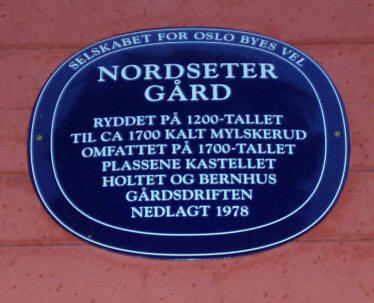 SELSKABET FOR OSLO BYES VEL
NORDSETER
GÅRD
RYDDET PÅ 1200-TALLET
TIL CA 1700 KALT MYLSKERUD
OMFATTET PÅ 1700-TALLET
PLASSENE KASTELLET
HOLTET OG BERNHUS
GÅRDSDRIFTEN
NEDLAGT 1978